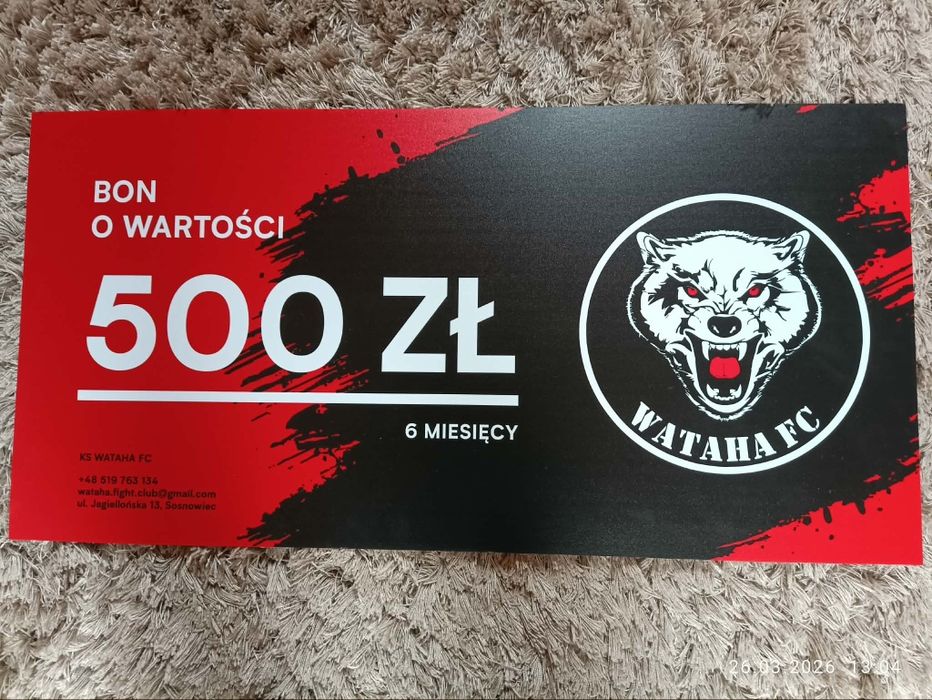 BON
O WARTOŚCI
500 ZŁ
6 MIESIĘCY
KS WATAHA FC
+48 519 763 134
wataha.fight.club@gmail.com
ul. Jagiellońska 13, Sosnowiec
WATAHA FC
26.03.2026 13:04